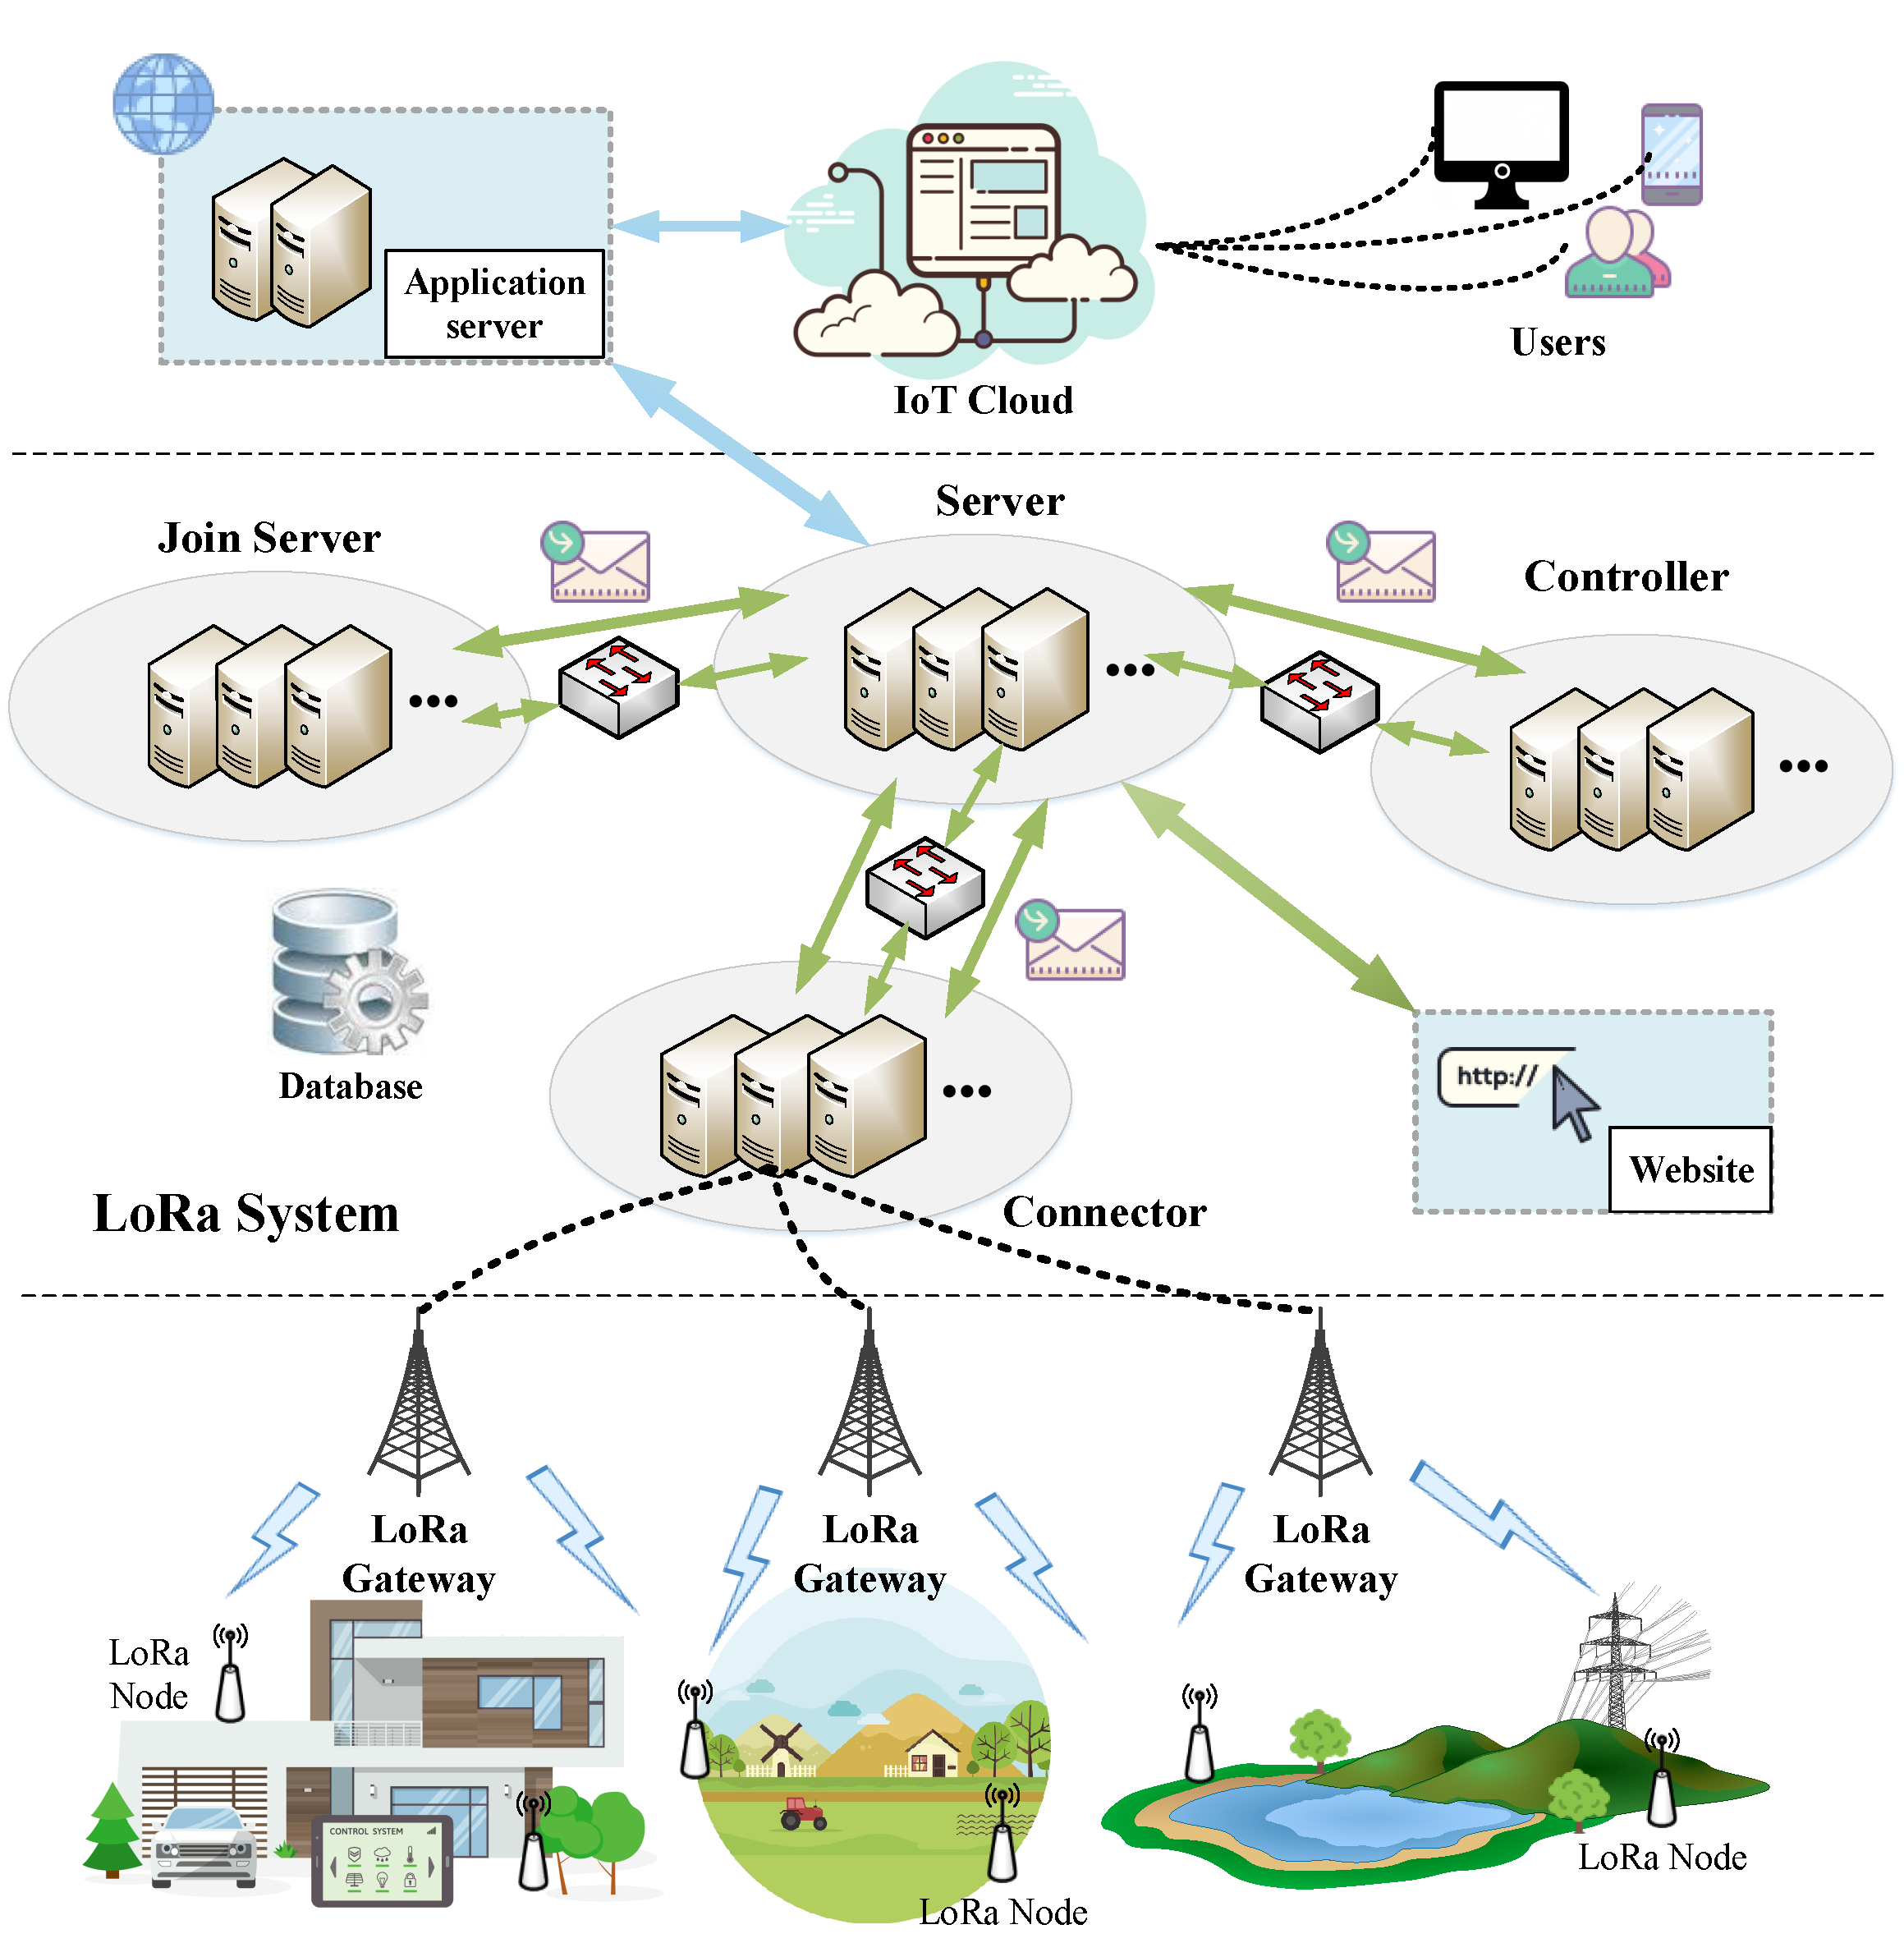 Application
server
IoT Cloud
Users
Server
Join Server
Controller
Database
http://
Website
LoRa System
Connector
LoRa
Gateway
LoRa
Gateway
LoRa
Gateway
LoRa
Node
CONTROL SYSTEM
LoRa Node
LoRa Node